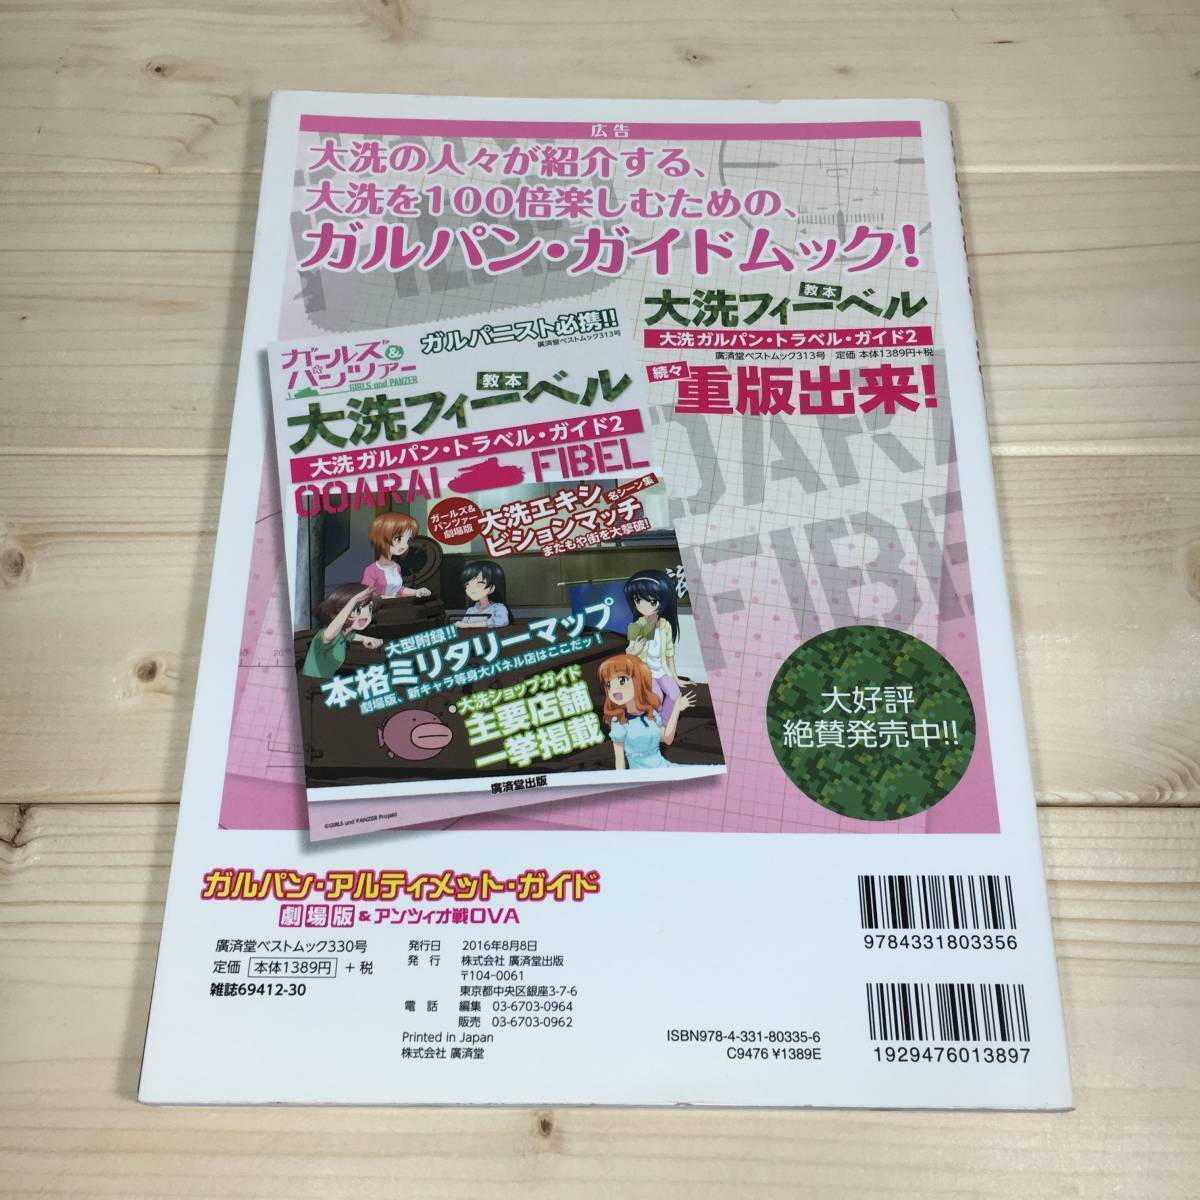 広告
大洗の人々が紹介する、
大洗を100倍楽しむための、
ガルパン・ガイドムック!
教本
大洗フィーベル
大洗ガルパン・トラベル・ガイド2
廣済堂ベストムック313号 定価 本体1389円+税
続々
重版出来!
ガルパニスト必携!!
廣済堂ベストムック313号
ガールズ&
パンツァー
GIRLS und PANZER
教本
大洗フィーベル
大洗ガルパン・トラベル・ガイド2
OOARAI FIBEL
ガールズ&
パンツァー
劇場版
大洗エキシ
ビションマッチ
名シーン集
またもや街を大撃破!
大型附録!!
本格ミリタリーマップ
劇場版、新キャラ等身大パネル店はここだッ!
大洗ショップガイド
主要店舗
一挙掲載
廣済堂出版
©GIRLS und PANZER Projekt
大好評
絶賛発売中!!
ガルパン・アルティメット・ガイド
劇場版&アンツィオ戦OVA
廣済堂ベストムック330号
定価 本体1389円 + 税
雑誌69412-30
発行日 2016年8月8日
発 行 株式会社 廣済堂出版
〒104-0061
東京都中央区銀座3-7-6
電 話 編集 03-6703-0964
販売 03-6703-0962
Printed in Japan
株式会社 廣済堂
9784331803356
ISBN978-4-331-80335-6
C9476 ¥1389E
1929476013897